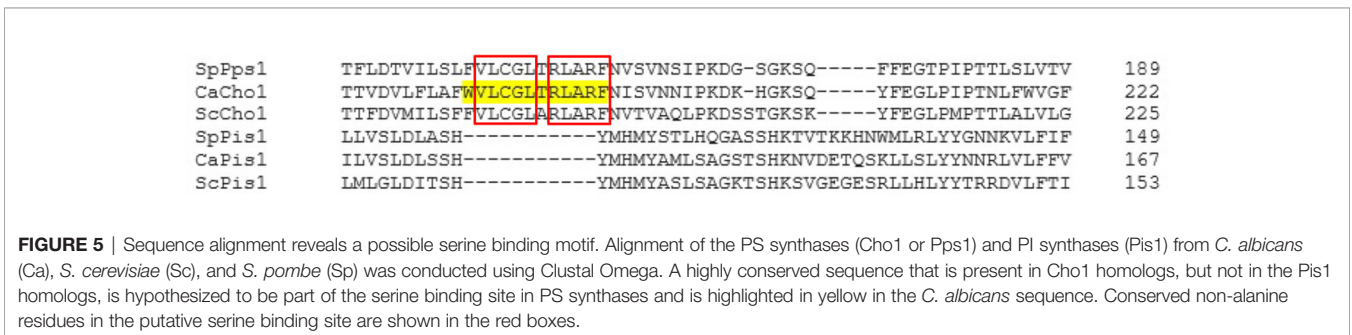 SpPps1 TFLDTVILSLFVLCGLTRLARFNVSVNSIPKDG-SGKSQ-----FFEGTPIPTTLSLVTV 189
CaCho1 TTVDVLFLAFWVLCGLTRLARFNISVNNIPKDK-HGKSQ-----YFEGLPIPTNLFWVGF 222
ScCho1 TTFDVMILSFFVLCGLARLARFNVTVAQLPKDSSTGKSK-----YFEGLPMPTTLALVLG 225
SpPis1 LLVSLDLASH-----------YMHMYSTLHQGASSHKTVTKKHNWMLRLYYGNNKVLFIF 149
CaPis1 ILVSLDLSSH-----------YMHMYAMLSAGSTSHKNVDETQSKLLSLYYNNRLVLFFV 167
ScPis1 LMLGLDITSH-----------YMHMYASLSAGKTSHKSVGEGESRLLHLYYTRRDVLFTI 153
FIGURE 5 | Sequence alignment reveals a possible serine binding motif. Alignment of the PS synthases (Cho1 or Pps1) and PI synthases (Pis1) from C. albicans
(Ca), S. cerevisiae (Sc), and S. pombe (Sp) was conducted using Clustal Omega. A highly conserved sequence that is present in Cho1 homologs, but not in the Pis1
homologs, is hypothesized to be part of the serine binding site in PS synthases and is highlighted in yellow in the C. albicans sequence. Conserved non-alanine
residues in the putative serine binding site are shown in the red boxes.